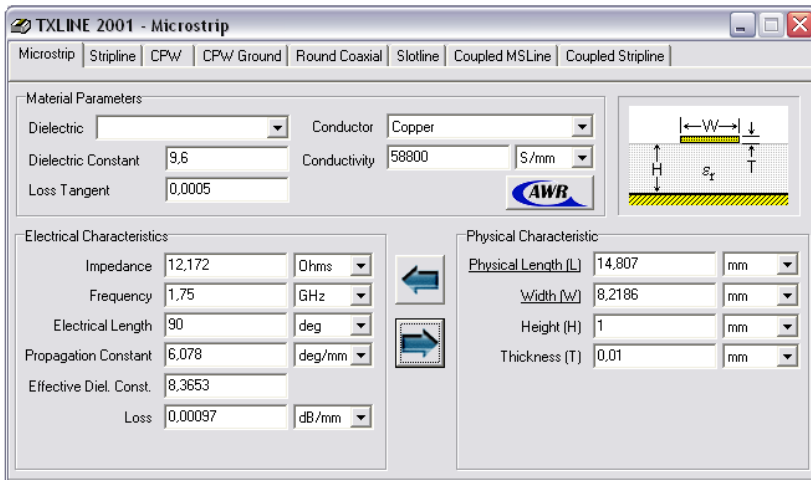 TXLINE 2001 - Microstrip
Microstrip Stripline CPW CPW Ground Round Coaxial Slotline Coupled MSLine Coupled Stripline
Material Parameters
Dielectric Conductor Copper
Dielectric Constant 9,6 Conductivity 58800 S/mm
Loss Tangent 0,0005 AWR
W
H εr T
Electrical Characteristics
Impedance 12,172 Ohms
Frequency 1,75 GHz
Electrical Length 90 deg
Propagation Constant 6,078 deg/mm
Effective Diel. Const. 8,3653
Loss 0,00097 dB/mm
Physical Characteristic
Physical Length (L) 14,807 mm
Width (W) 8,2186 mm
Height (H) 1 mm
Thickness (T) 0,01 mm